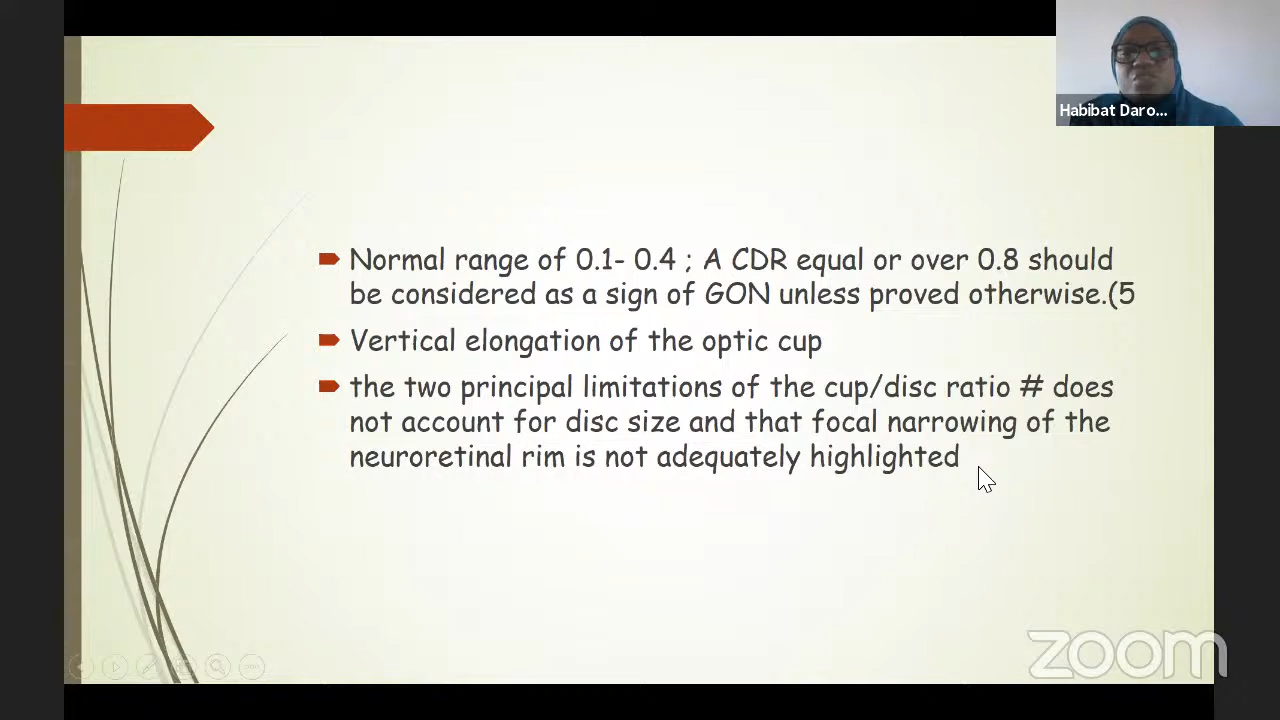 Habibat Daro...
Normal range of 0.1- 0.4 ; A CDR equal or over 0.8 should
be considered as a sign of GON unless proved otherwise.(5
Vertical elongation of the optic cup
the two principal limitations of the cup/disc ratio # does
not account for disc size and that focal narrowing of the
neuroretinal rim is not adequately highlighted
zoom